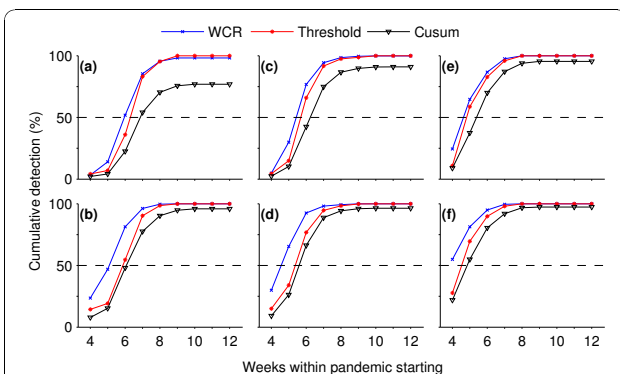 WCR Threshold Cusum
100 (a) (c) (e)
50
0
100 (b) (d) (f)
50
0
4 6 8 10 12 4 6 8 10 12 4 6 8 10 12
Cumulative detection (%)
Weeks within pandemic starting